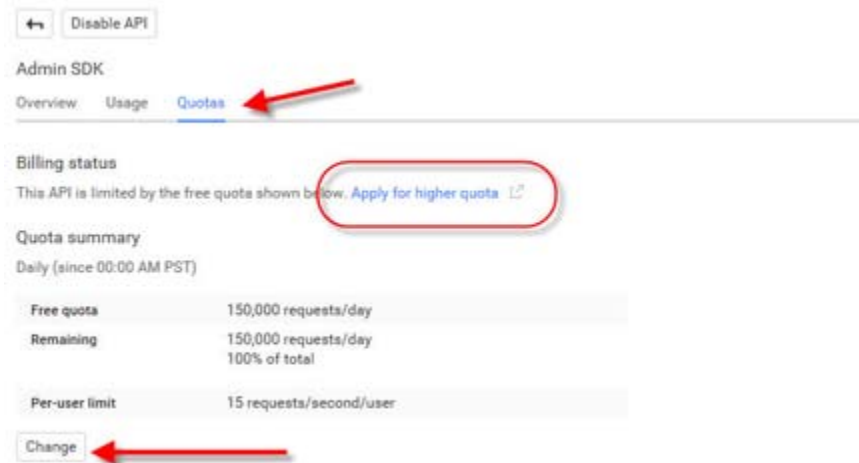 Disable API
Admin SDK
Overview Usage Quotas
Billing status
This API is limited by the free quota shown below. Apply for higher quota
Quota summary
Daily (since 00:00 AM PST)
Free quota 150,000 requests/day
Remaining 150,000 requests/day
100% of total
Per-user limit 15 requests/second/user
Change